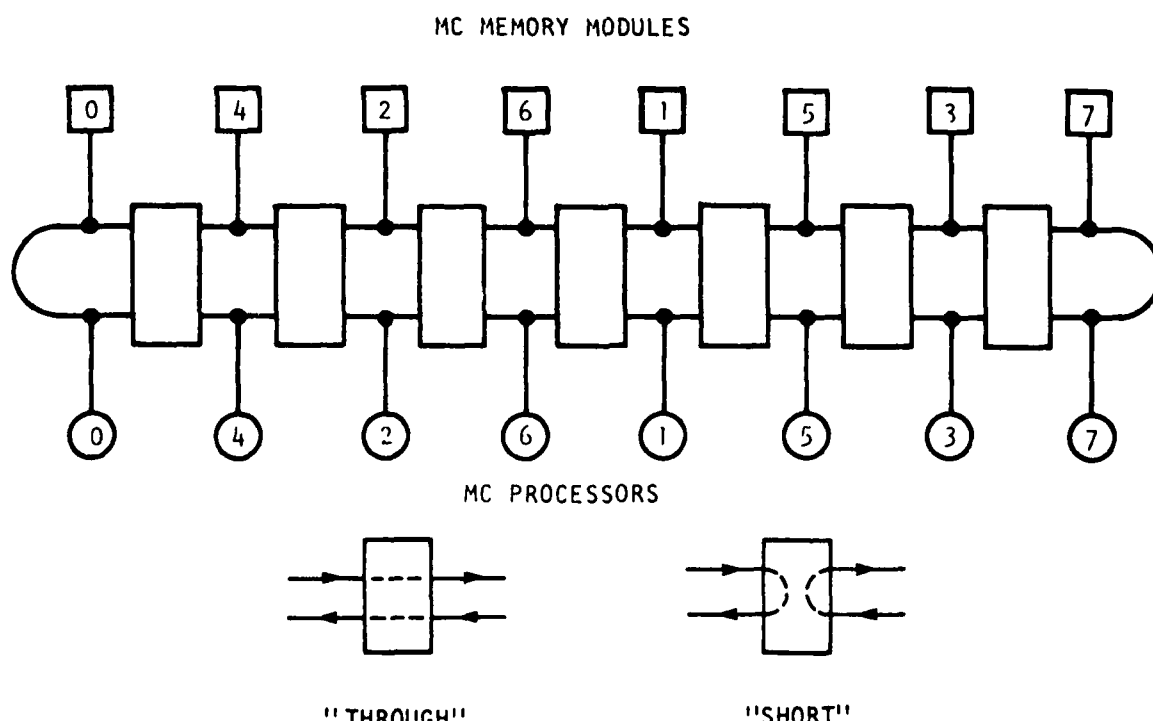 MC MEMORY MODULES
0 4 2 6 1 5 3 7
0 4 2 6 1 5 3 7
MC PROCESSORS
"THROUGH" "SHORT"